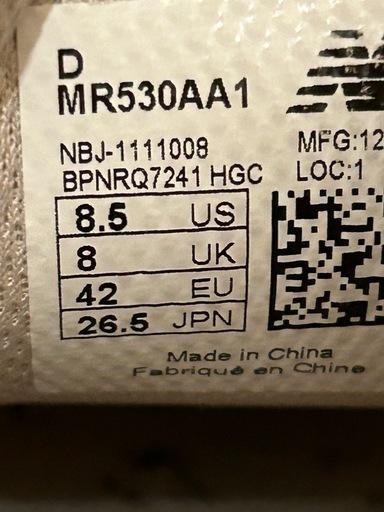 D
MR530AA1
NBJ-1111008
MFG:12
BPNRQ7241 HGC
LOC:1
8.5 US
8 UK
42 EU
26.5 JPN
Made in China
Fabriqué en Chine